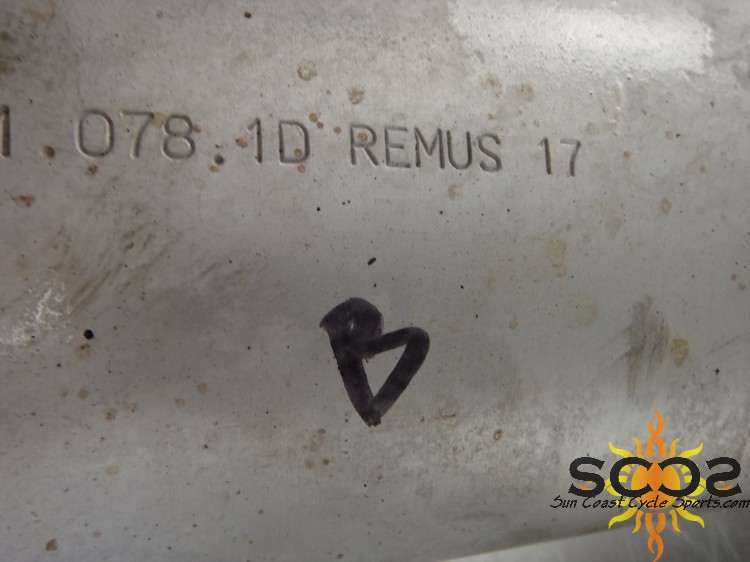 1.078.1D REMUS 17
B
SCCS
Sun Coast Cycle Sports.com